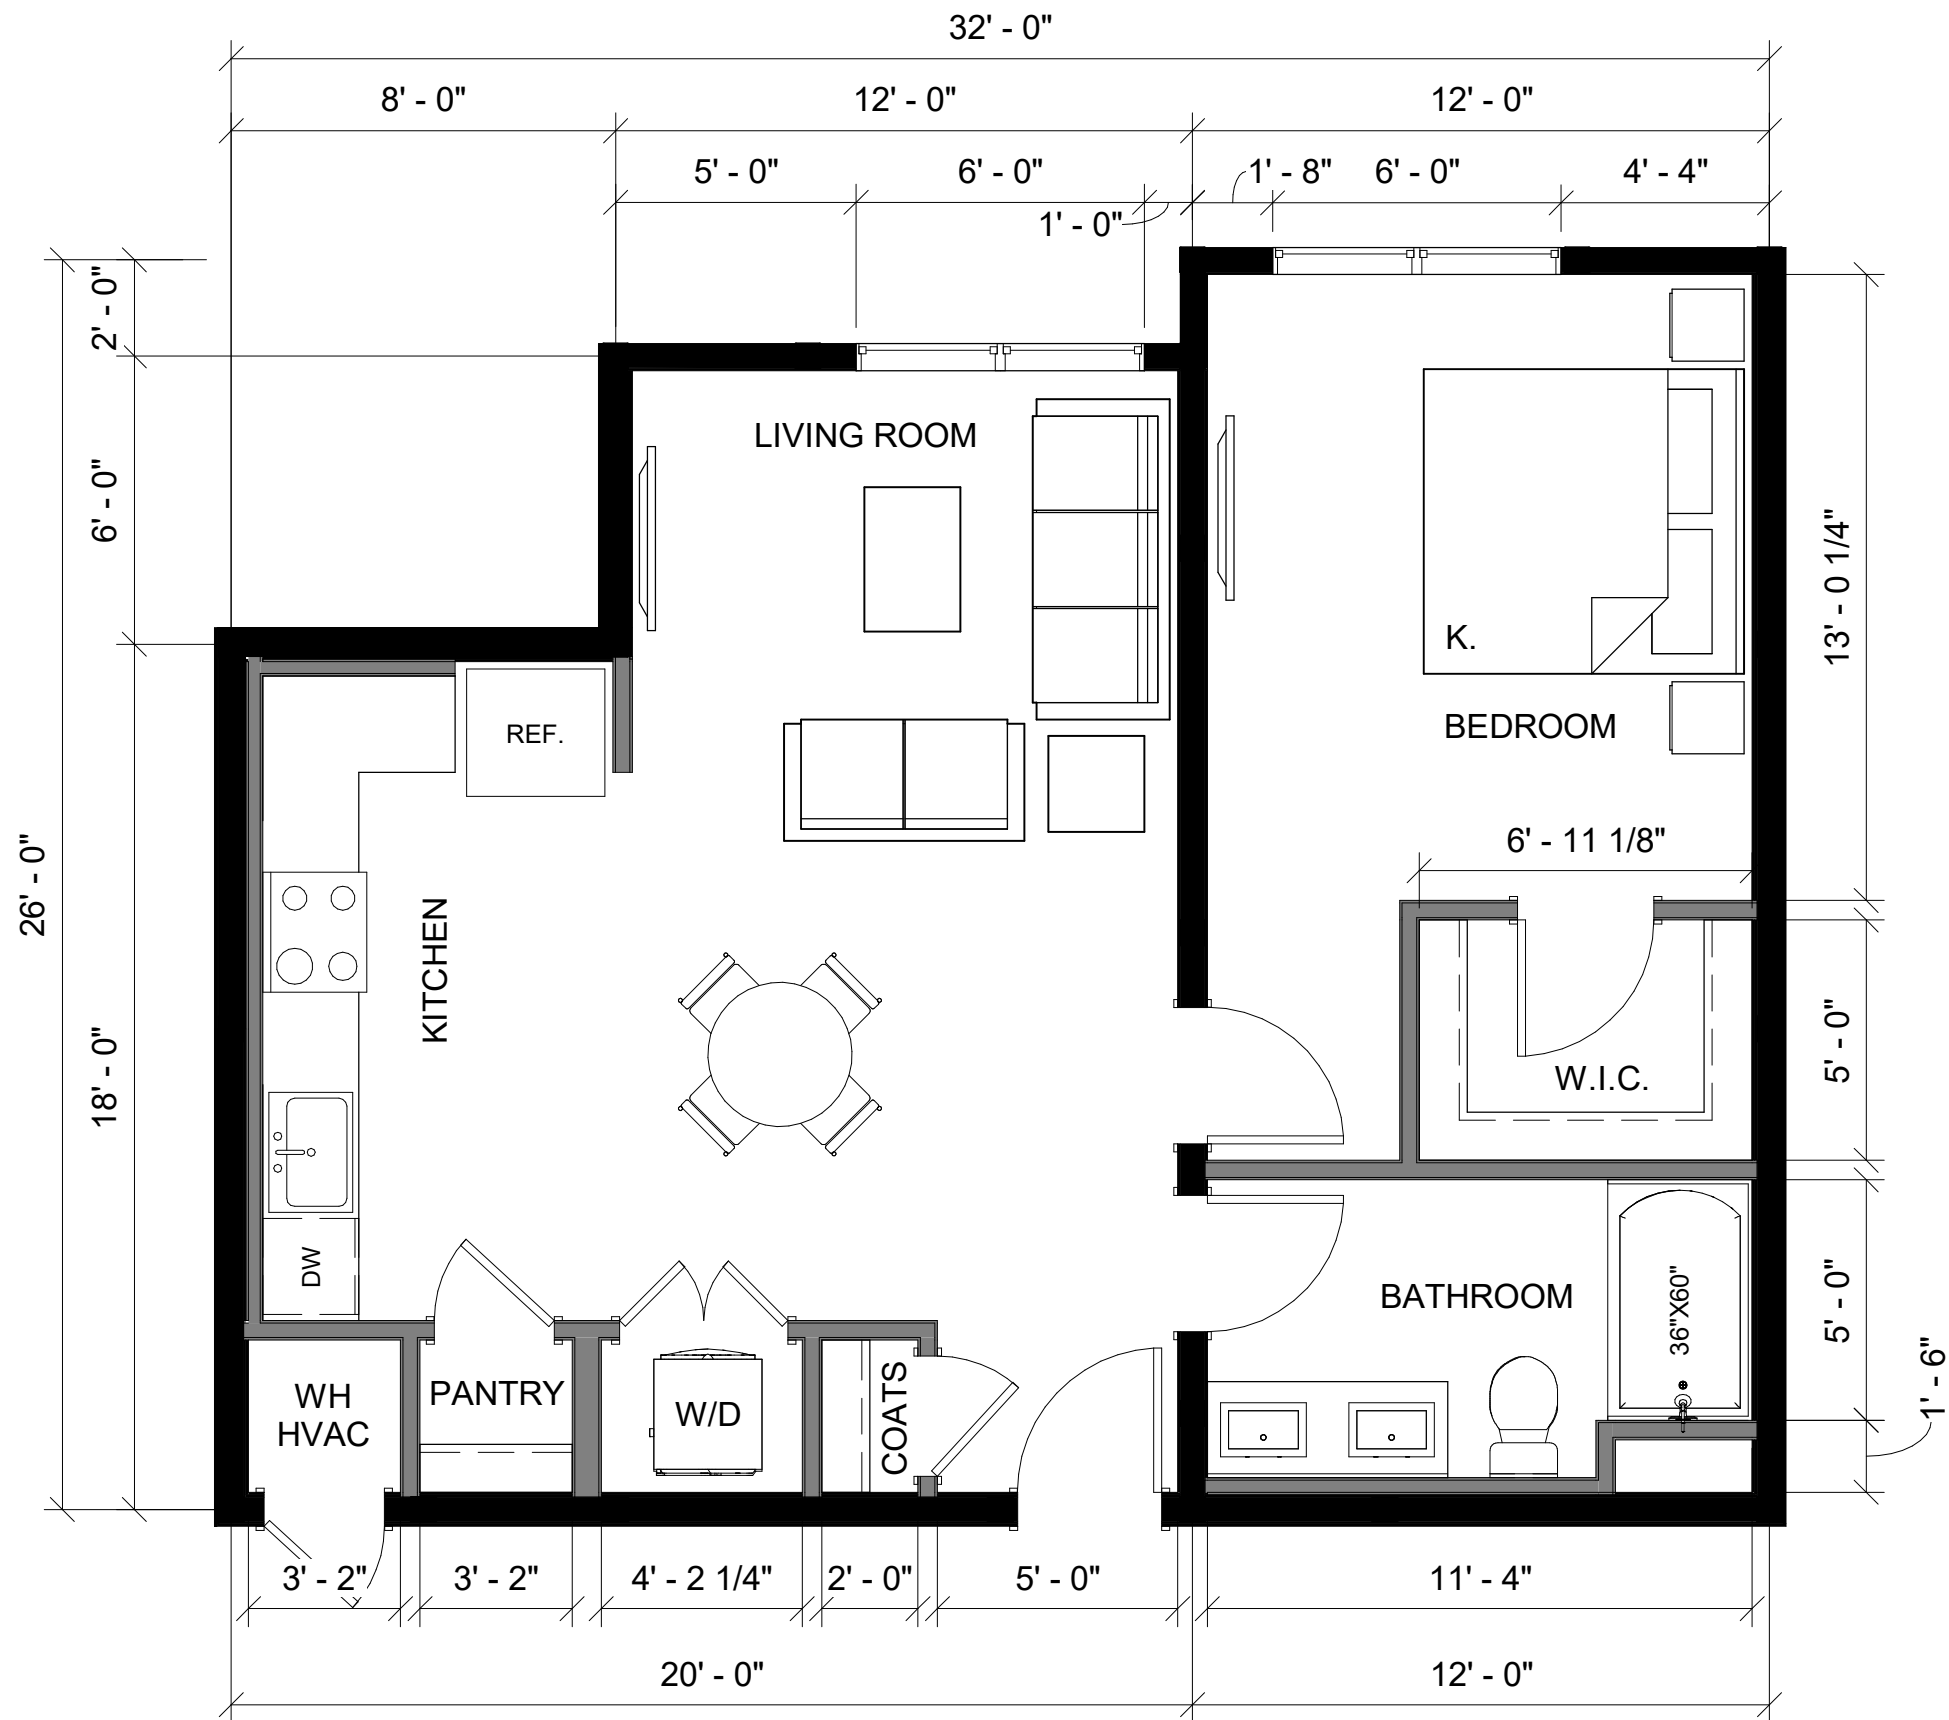 32' - 0"
8' - 0"
12' - 0"
12' - 0"
5' - 0"
6' - 0"
1' - 8"
6' - 0"
4' - 4"
1' - 0"
2' - 0"
6' - 0"
18' - 0"
26' - 0"
LIVING ROOM
K.
BEDROOM
13' - 0 1/4"
REF.
6' - 11 1/8"
KITCHEN
W.I.C.
5' - 0"
DW
BATHROOM
36"X60"
5' - 0"
1' - 6"
WH
HVAC
PANTRY
W/D
COATS
3' - 2"
3' - 2"
4' - 2 1/4"
2' - 0"
5' - 0"
11' - 4"
20' - 0"
12' - 0"